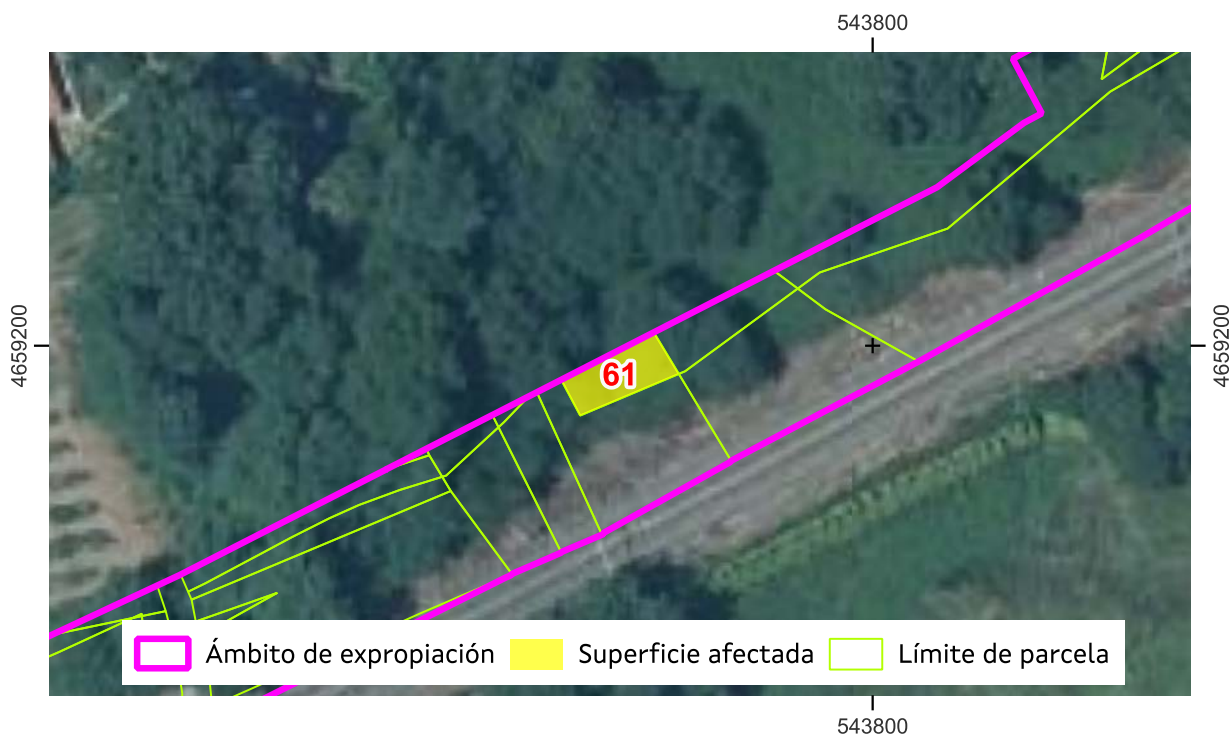 543800
4659200
4659200
61
Ámbito de expropiación
Superficie afectada
Límite de parcela
543800